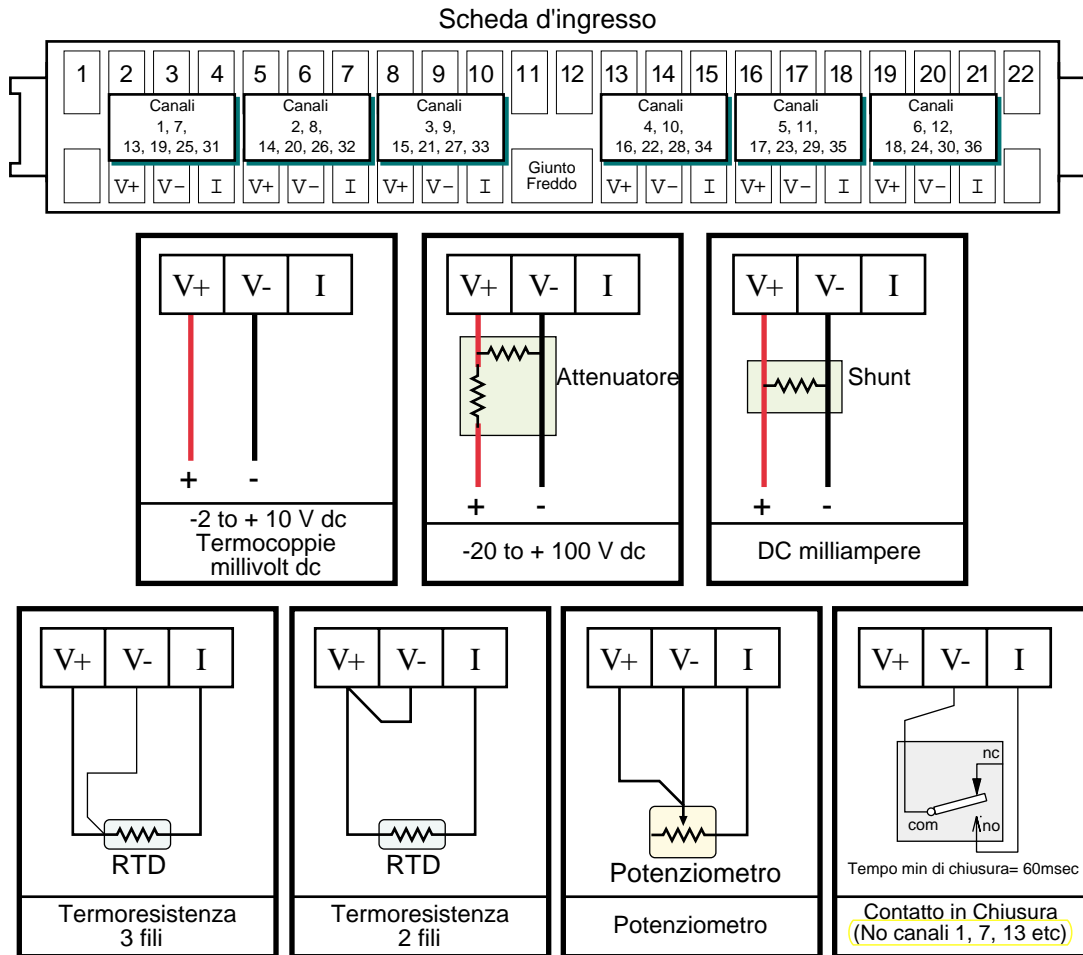 Scheda d'ingresso
1 2 3 4 5 6 7 8 9 10 11 12 13 14 15 16 17 18 19 20 21 22
Canali Canali Canali Canali Canali Canali
1, 7, 2, 8, 3, 9, 4, 10, 5, 11, 6, 12,
13, 19, 25, 31 14, 20, 26, 32 15, 21, 27, 33 16, 22, 28, 34 17, 23, 29, 35 18, 24, 30, 36
Giunto
Freddo
V+ V- I V+ V- I V+ V- I V+ V- I V+ V- I V+ V- I
V+ V- I
+ -
-2 to + 10 V dc
Termocoppie
millivolt dc
V+ V- I
Attenuatore
+ -
-20 to + 100 V dc
V+ V- I
Shunt
+ -
DC milliampere
V+ V- I
RTD
Termoresistenza
3 fili
V+ V- I
RTD
Termoresistenza
2 fili
V+ V- I
Potenziometro
Potenziometro
V+ V- I
nc
com
no
Tempo min di chiusura= 60msec
Contatto in Chiusura
(No canali 1, 7, 13 etc)